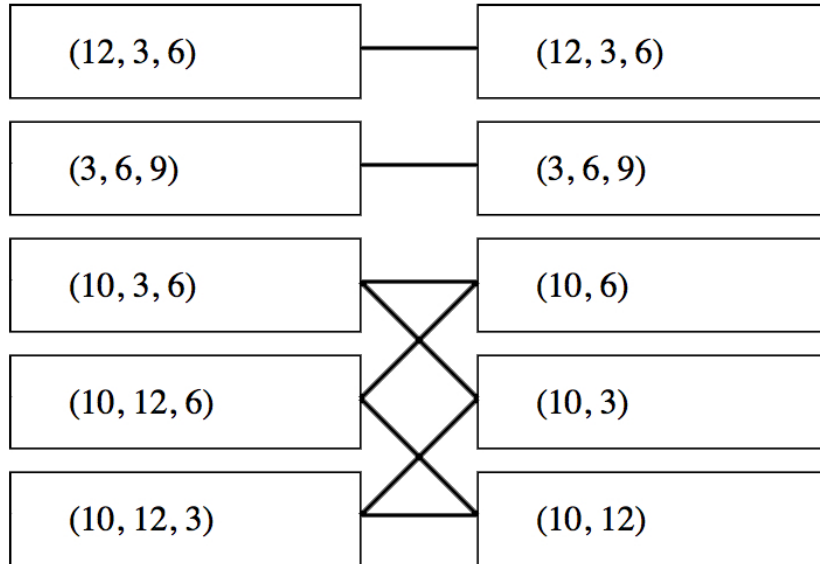 (12, 3, 6) (12, 3, 6)
(3, 6, 9) (3, 6, 9)
(10, 3, 6) (10, 6)
(10, 12, 6) (10, 3)
(10, 12, 3) (10, 12)